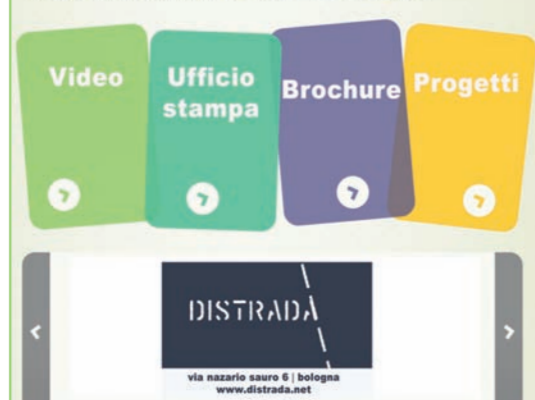 Video
Ufficio
stampa
Brochure
Progetti
DISTRADA
via nazario sauro 6 | bologna
www.distrada.net